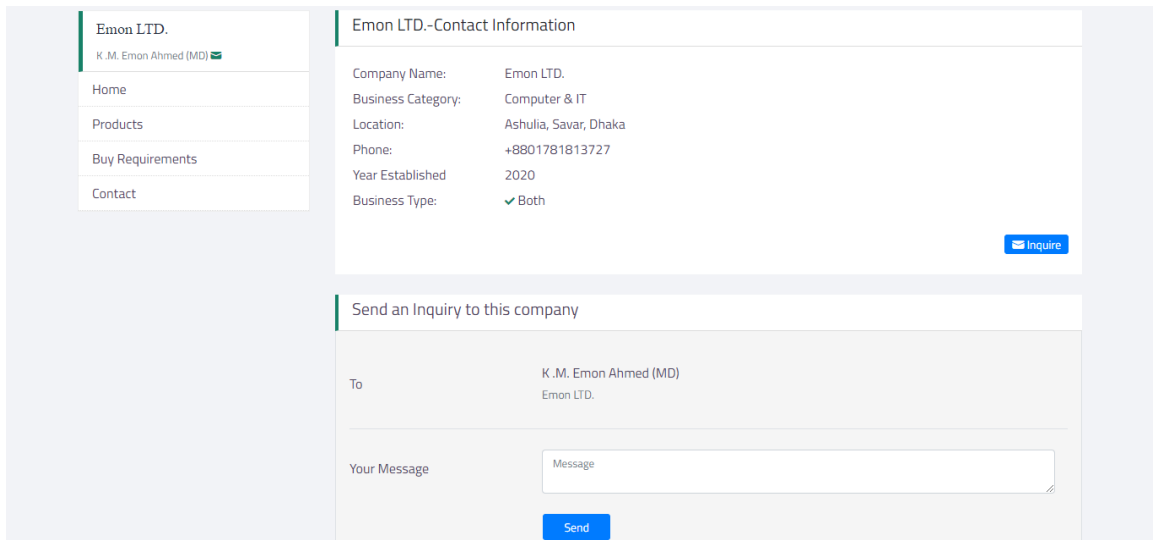 Emon LTD.
K .M. Emon Ahmed (MD)
Home
Products
Buy Requirements
Contact
Emon LTD.-Contact Information
Company Name: Emon LTD.
Business Category: Computer & IT
Location: Ashulia, Savar, Dhaka
Phone: +8801781813727
Year Established 2020
Business Type: Both
Inquire
Send an Inquiry to this company
To
K .M. Emon Ahmed (MD)
Emon LTD.
Your Message
Message
Send